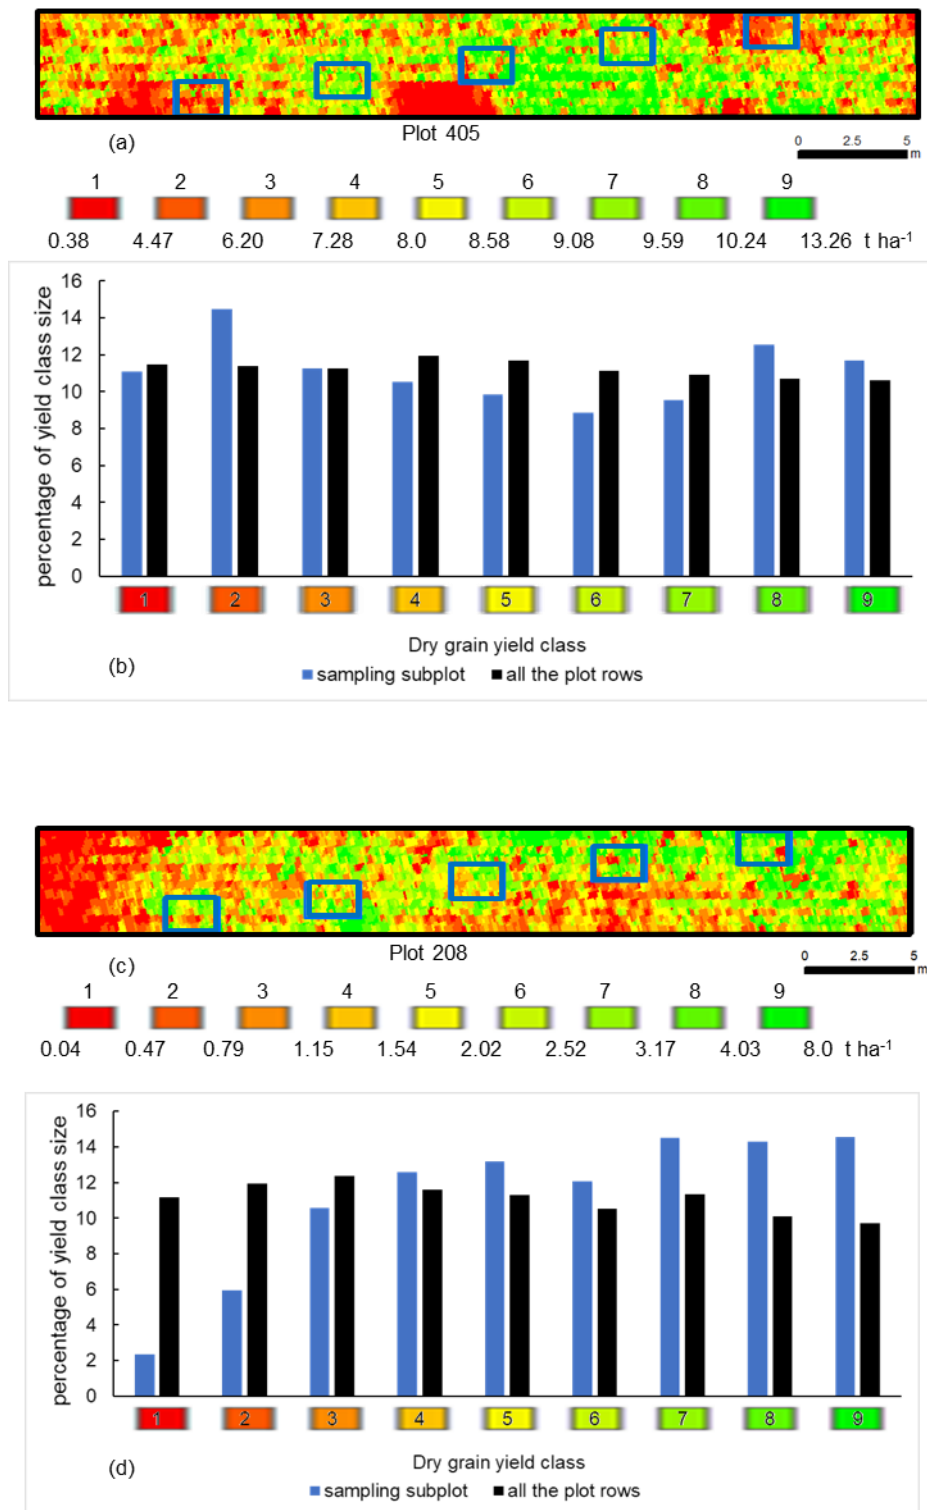 Plot 405
(a)
0 2.5 5
m
1 2 3 4 5 6 7 8 9
0.38 4.47 6.20 7.28 8.0 8.58 9.08 9.59 10.24 13.26 t ha-1
percentage of yield class size
16
14
12
10
8
6
4
2
0
1 2 3 4 5 6 7 8 9
Dry grain yield class
(b)
sampling subplot all the plot rows
Plot 208
(c)
0 2.5 5
m
1 2 3 4 5 6 7 8 9
0.04 0.47 0.79 1.15 1.54 2.02 2.52 3.17 4.03 8.0 t ha-1
percentage of yield class size
16
14
12
10
8
6
4
2
0
1 2 3 4 5 6 7 8 9
Dry grain yield class
(d)
sampling subplot all the plot rows